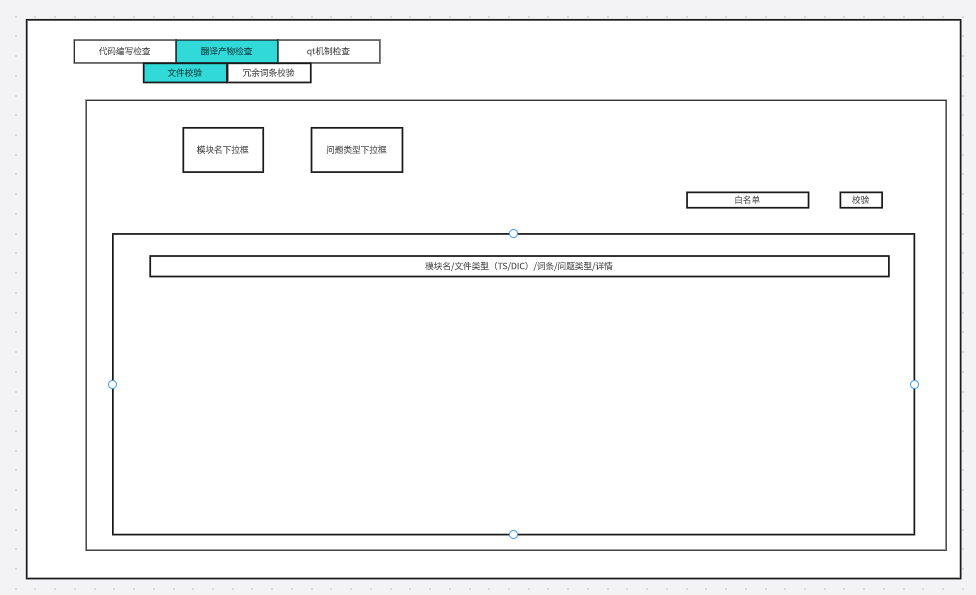 代码编写检查 翻译产物检查 qt机制检查
文件校验 冗余词条校验
模块名下拉框 问题类型下拉框
白名单 校验
模块名/文件类型（TS/DIC）/词条/问题类型/详情